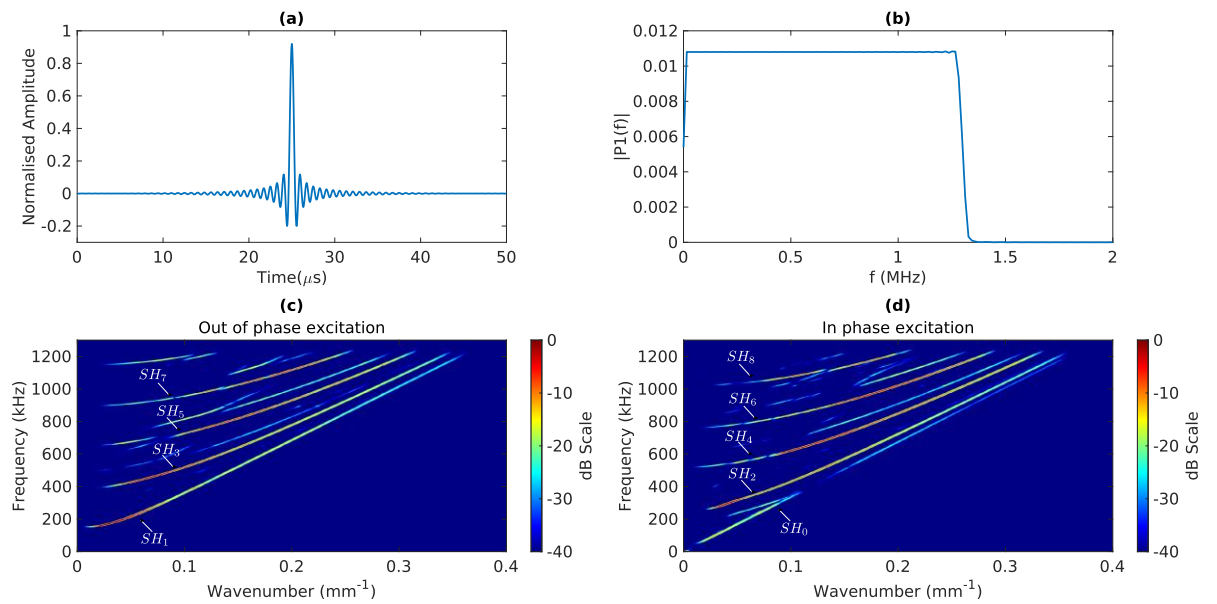 (a)
Normalised Amplitude
1
0.8
0.6
0.4
0.2
0
-0.2
0 10 20 30 40 50
Time(μs)
(b)
|P1(f)|
0.012
0.01
0.008
0.006
0.004
0.002
0
0 0.5 1 1.5 2
f (MHz)
(c)
Out of phase excitation
Frequency (kHz)
1200
1000
800
600
400
200
0
SH7
SH5
SH3
SH1
0 0.1 0.2 0.3 0.4
Wavenumber (mm-1)
0
-10
-20
-30
-40
dB Scale
(d)
In phase excitation
Frequency (kHz)
1200
1000
800
600
400
200
0
SH8
SH6
SH4
SH2
SH0
0 0.1 0.2 0.3 0.4
Wavenumber (mm-1)
0
-10
-20
-30
-40
dB Scale